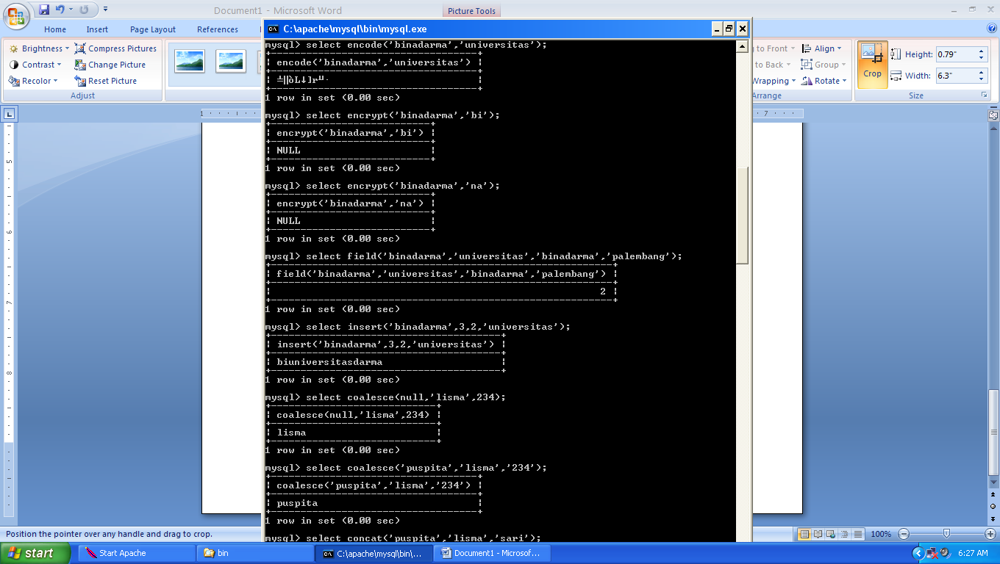 Document1 - Microsoft Word
Picture Tools
Home
Insert
Page Layout
References
Brightness
Compress Pictures
Contrast
Change Picture
Recolor
Reset Picture
Adjust
to Front
Align
to Back
Group
Wrapping
Rotate
Arrange
Crop
Height: 0.79"
Width: 6.3"
Size
C:\apache\mysql\bin\mysql.exe
mysql> select encode('binadarma','universitas');
encode('binadarma','universitas')
1 row in set (0.00 sec)
mysql> select encrypt('binadarma','bi');
encrypt('binadarma','bi')
NULL
1 row in set (0.00 sec)
mysql> select encrypt('binadarma','na');
encrypt('binadarma','na')
NULL
1 row in set (0.00 sec)
mysql> select field('binadarma','universitas','binadarma','palembang');
field('binadarma','universitas','binadarma','palembang')
2
1 row in set (0.00 sec)
mysql> select insert('binadarma',3,2,'universitas');
insert('binadarma',3,2,'universitas')
biuniversitasdarma
1 row in set (0.00 sec)
mysql> select coalesce(null,'lisma',234);
coalesce(null,'lisma',234)
lisma
1 row in set (0.00 sec)
mysql> select coalesce('puspita','lisma','234');
coalesce('puspita','lisma','234')
puspita
1 row in set (0.00 sec)
mysql> select concat('puspita','lisma','sari');
1
7
5
6
7
8
Position the pointer over any handle and drag to crop.
100%
start
Start Apache
bin
C:\apache\mysql\bin\...
Document1 - Microsof...
6:27 AM